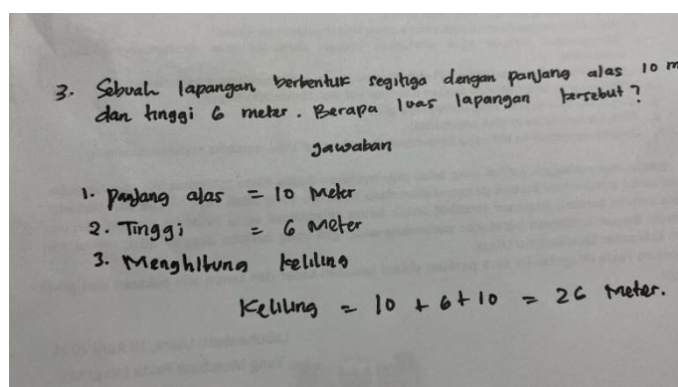 3. Sebuah lapangan berbentuk segitiga dengan panjang alas 10 m
dan tinggi 6 meter. Berapa luas lapangan tersebut?
Jawaban
1. Panjang alas = 10 Meter
2. Tinggi = 6 Meter
3. Menghitung keliling
Keliling = 10 + 6 + 10 = 26 Meter.